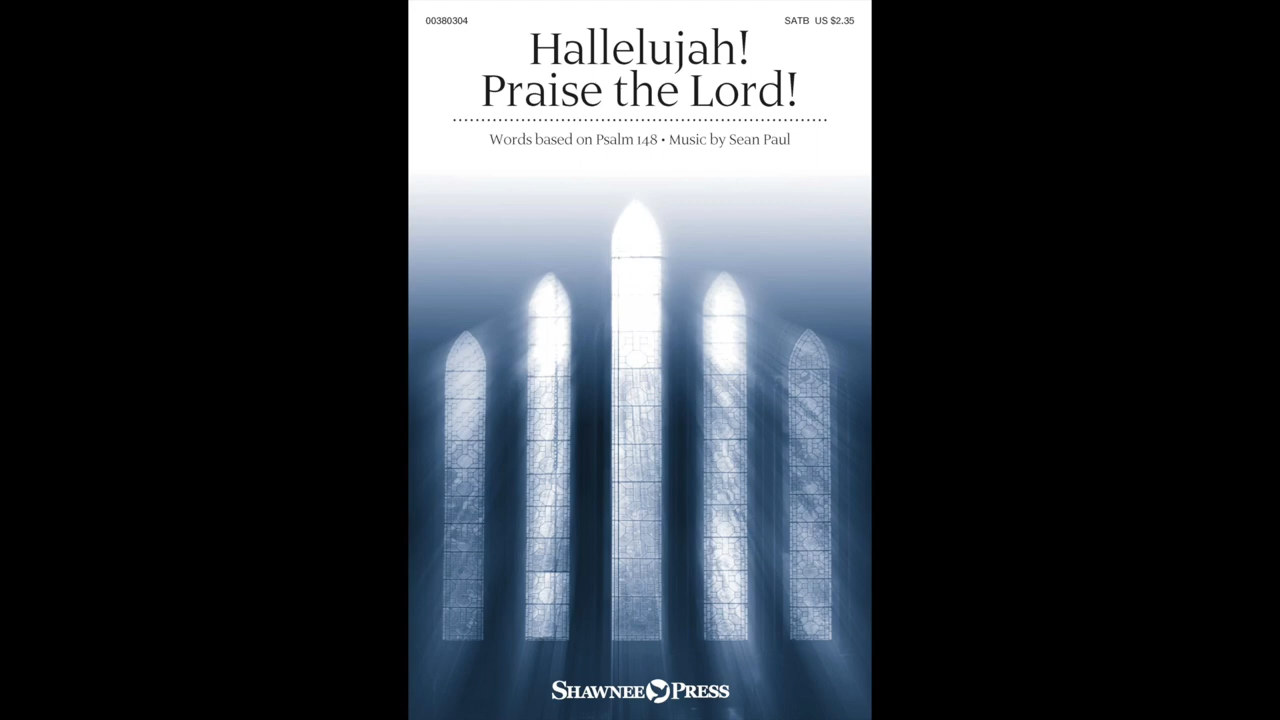 00380304 SATB US $2.35
Hallelujah!
Praise the Lord!
Words based on Psalm 148 • Music by Sean Paul
SHAWNEE PRESS